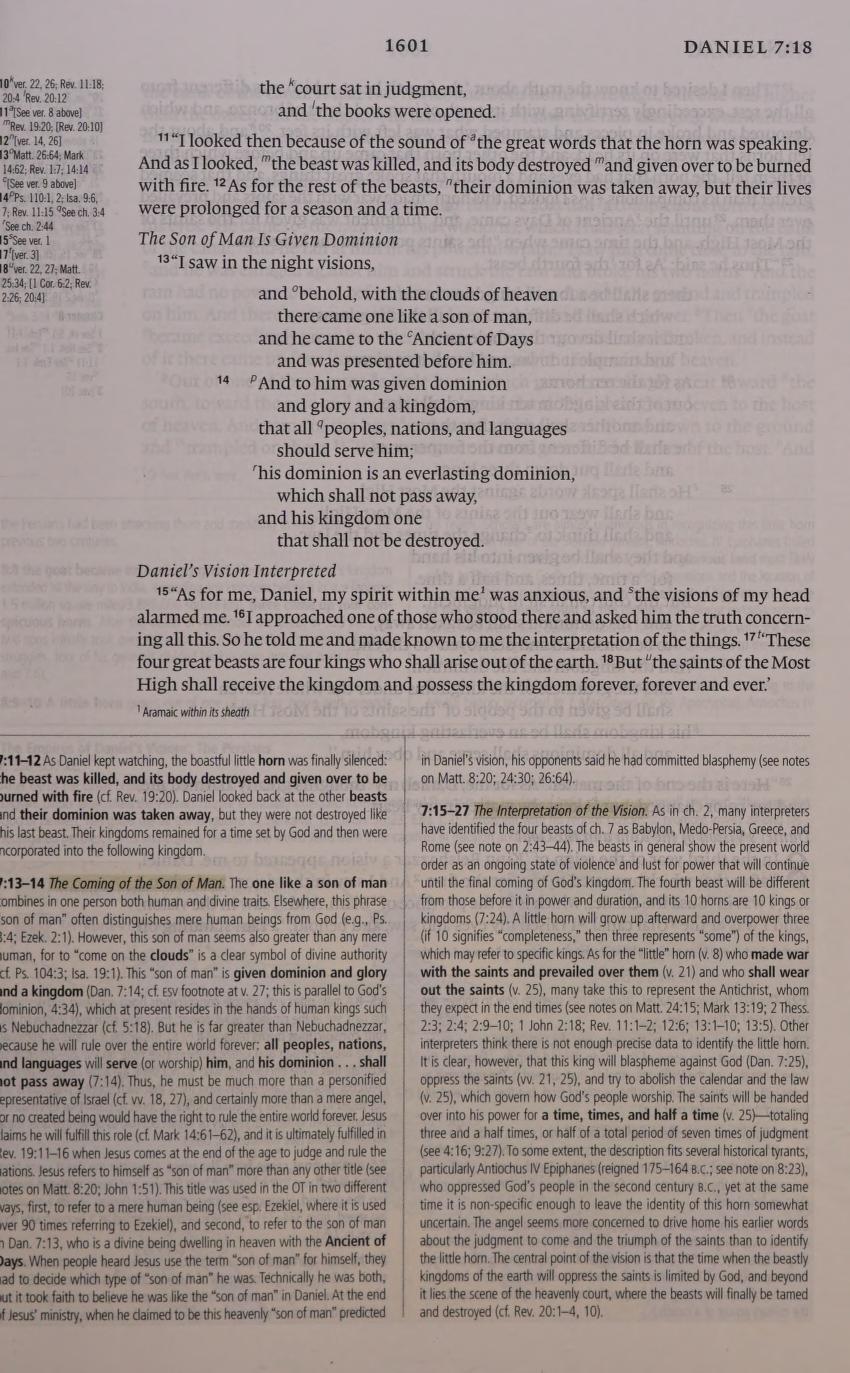 1601
DANIEL 7:18
10 k ver. 22, 26; Rev. 11:18;
20:4 l Rev. 20:12
11 a [See ver. 8 above]
m Rev. 19:20; [Rev. 20:10]
12 n [ver. 14, 26]
13 o Matt. 26:64; Mark
14:62; Rev. 1:7; 14:14
c [See ver. 9 above]
14 p Ps. 110:1, 2; Isa. 9:6,
7; Rev. 11:15 q See ch. 3:4
r See ch. 2:44
15 s See ver. 1
17 t [ver. 3]
18 u ver. 22, 27; Matt.
25:34; [1 Cor. 6:2; Rev.
2:26; 20:4]
the k court sat in judgment,
and l the books were opened.
11 “I looked then because of the sound of a the great words that the horn was speaking.
And as I looked, m the beast was killed, and its body destroyed m and given over to be burned
with fire. 12 As for the rest of the beasts, n their dominion was taken away, but their lives
were prolonged for a season and a time.
The Son of Man Is Given Dominion
13 “I saw in the night visions,
and o behold, with the clouds of heaven
there came one like a son of man,
and he came to the c Ancient of Days
and was presented before him.
14 p And to him was given dominion
and glory and a kingdom,
that all q peoples, nations, and languages
should serve him;
r his dominion is an everlasting dominion,
which shall not pass away,
and his kingdom one
that shall not be destroyed.
Daniel’s Vision Interpreted
15 “As for me, Daniel, my spirit within me 1 was anxious, and s the visions of my head
alarmed me. 16 I approached one of those who stood there and asked him the truth concern-
ing all this. So he told me and made known to me the interpretation of the things. 17 t ‘These
four great beasts are four kings who shall arise out of the earth. 18 But u the saints of the Most
High shall receive the kingdom and possess the kingdom forever, forever and ever.’
1 Aramaic within its sheath
7:11–12 As Daniel kept watching, the boastful little horn was finally silenced:
he beast was killed, and its body destroyed and given over to be
urned with fire (cf. Rev. 19:20). Daniel looked back at the other beasts
nd their dominion was taken away, but they were not destroyed like
his last beast. Their kingdoms remained for a time set by God and then were
ncorporated into the following kingdom.
7:13–14 The Coming of the Son of Man. The one like a son of man
ombines in one person both human and divine traits. Elsewhere, this phrase
“son of man” often distinguishes mere human beings from God (e.g., Ps.
8:4; Ezek. 2:1). However, this son of man seems also greater than any mere
uman, for to “come on the clouds” is a clear symbol of divine authority
cf. Ps. 104:3; Isa. 19:1). This “son of man” is given dominion and glory
nd a kingdom (Dan. 7:14; cf. ESV footnote at v. 27; this is parallel to God’s
ominion, 4:34), which at present resides in the hands of human kings such
s Nebuchadnezzar (cf. 5:18). But he is far greater than Nebuchadnezzar,
ecause he will rule over the entire world forever: all peoples, nations,
nd languages will serve (or worship) him, and his dominion . . . shall
ot pass away (7:14). Thus, he must be much more than a personified
epresentative of Israel (cf. vv. 18, 27), and certainly more than a mere angel,
or no created being would have the right to rule the entire world forever. Jesus
laims he will fulfill this role (cf. Mark 14:61–62), and it is ultimately fulfilled in
ev. 19:11–16 when Jesus comes at the end of the age to judge and rule the
ations. Jesus refers to himself as “son of man” more than any other title (see
otes on Matt. 8:20; John 1:51). This title was used in the OT in two different
vays, first, to refer to a mere human being (see esp. Ezekiel, where it is used
ver 90 times referring to Ezekiel), and second, to refer to the son of man
n Dan. 7:13, who is a divine being dwelling in heaven with the Ancient of
Days. When people heard Jesus use the term “son of man” for himself, they
ad to decide which type of “son of man” he was. Technically he was both,
ut it took faith to believe he was like the “son of man” in Daniel. At the end
f Jesus’ ministry, when he claimed to be this heavenly “son of man” predicted
in Daniel’s vision, his opponents said he had committed blasphemy (see notes
on Matt. 8:20; 24:30; 26:64).
7:15–27 The Interpretation of the Vision. As in ch. 2, many interpreters
have identified the four beasts of ch. 7 as Babylon, Medo-Persia, Greece, and
Rome (see note on 2:43–44). The beasts in general show the present world
order as an ongoing state of violence and lust for power that will continue
until the final coming of God’s kingdom. The fourth beast will be different
from those before it in power and duration, and its 10 horns are 10 kings or
kingdoms (7:24). A little horn will grow up afterward and overpower three
(if 10 signifies “completeness,” then three represents “some”) of the kings,
which may refer to specific kings. As for the “little” horn (v. 8) who made war
with the saints and prevailed over them (v. 21) and who shall wear
out the saints (v. 25), many take this to represent the Antichrist, whom
they expect in the end times (see notes on Matt. 24:15; Mark 13:19; 2 Thess.
2:3; 2:4; 2:9–10; 1 John 2:18; Rev. 11:1–2; 12:6; 13:1–10; 13:5). Other
interpreters think there is not enough precise data to identify the little horn.
It is clear, however, that this king will blaspheme against God (Dan. 7:25),
oppress the saints (vv. 21, 25), and try to abolish the calendar and the law
(v. 25), which govern how God’s people worship. The saints will be handed
over into his power for a time, times, and half a time (v. 25)—totaling
three and a half times, or half of a total period of seven times of judgment
(see 4:16; 9:27). To some extent, the description fits several historical tyrants,
particularly Antiochus IV Epiphanes (reigned 175–164 B.C.; see note on 8:23),
who oppressed God’s people in the second century B.C., yet at the same
time it is non-specific enough to leave the identity of this horn somewhat
uncertain. The angel seems more concerned to drive home his earlier words
about the judgment to come and the triumph of the saints than to identify
the little horn. The central point of the vision is that the time when the beastly
kingdoms of the earth will oppress the saints is limited by God, and beyond
it lies the scene of the heavenly court, where the beasts will finally be tamed
and destroyed (cf. Rev. 20:1–4, 10).